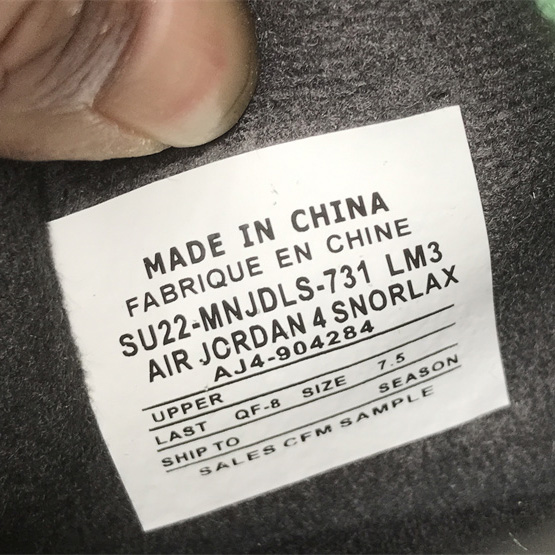 MADE IN CHINA
FABRIQUE EN CHINE
SU22-MNJDLS-731 LM3
AIR JCRDAN 4 SNORLAX
AJ4-904284
UPPER
LAST QF-8 SIZE 7.5
SHIP TO SEASON
SALES CFM SAMPLE